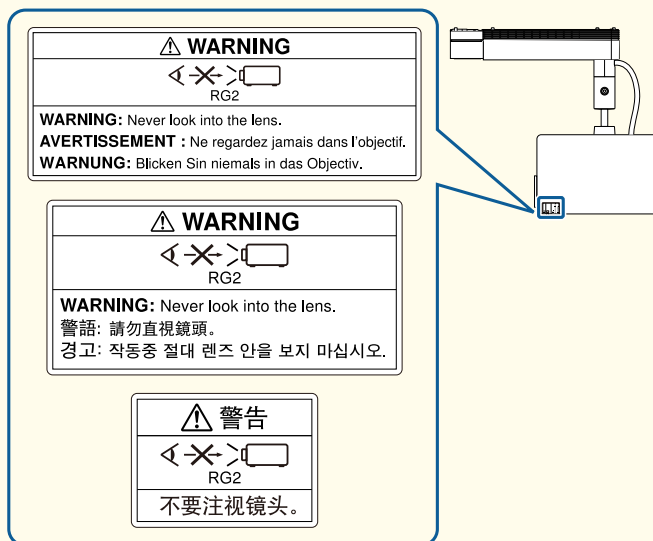 ⚠ WARNING
RG2
WARNING: Never look into the lens.
AVERTISSEMENT : Ne regardez jamais dans l'objectif.
WARNUNG: Blicken Sin niemals in das Objectiv.
⚠ WARNING
RG2
WARNING: Never look into the lens.
警語: 請勿直視鏡頭。
경고: 작동중 절대 렌즈 안을 보지 마십시오.
⚠ 警告
RG2
不要注视镜头。